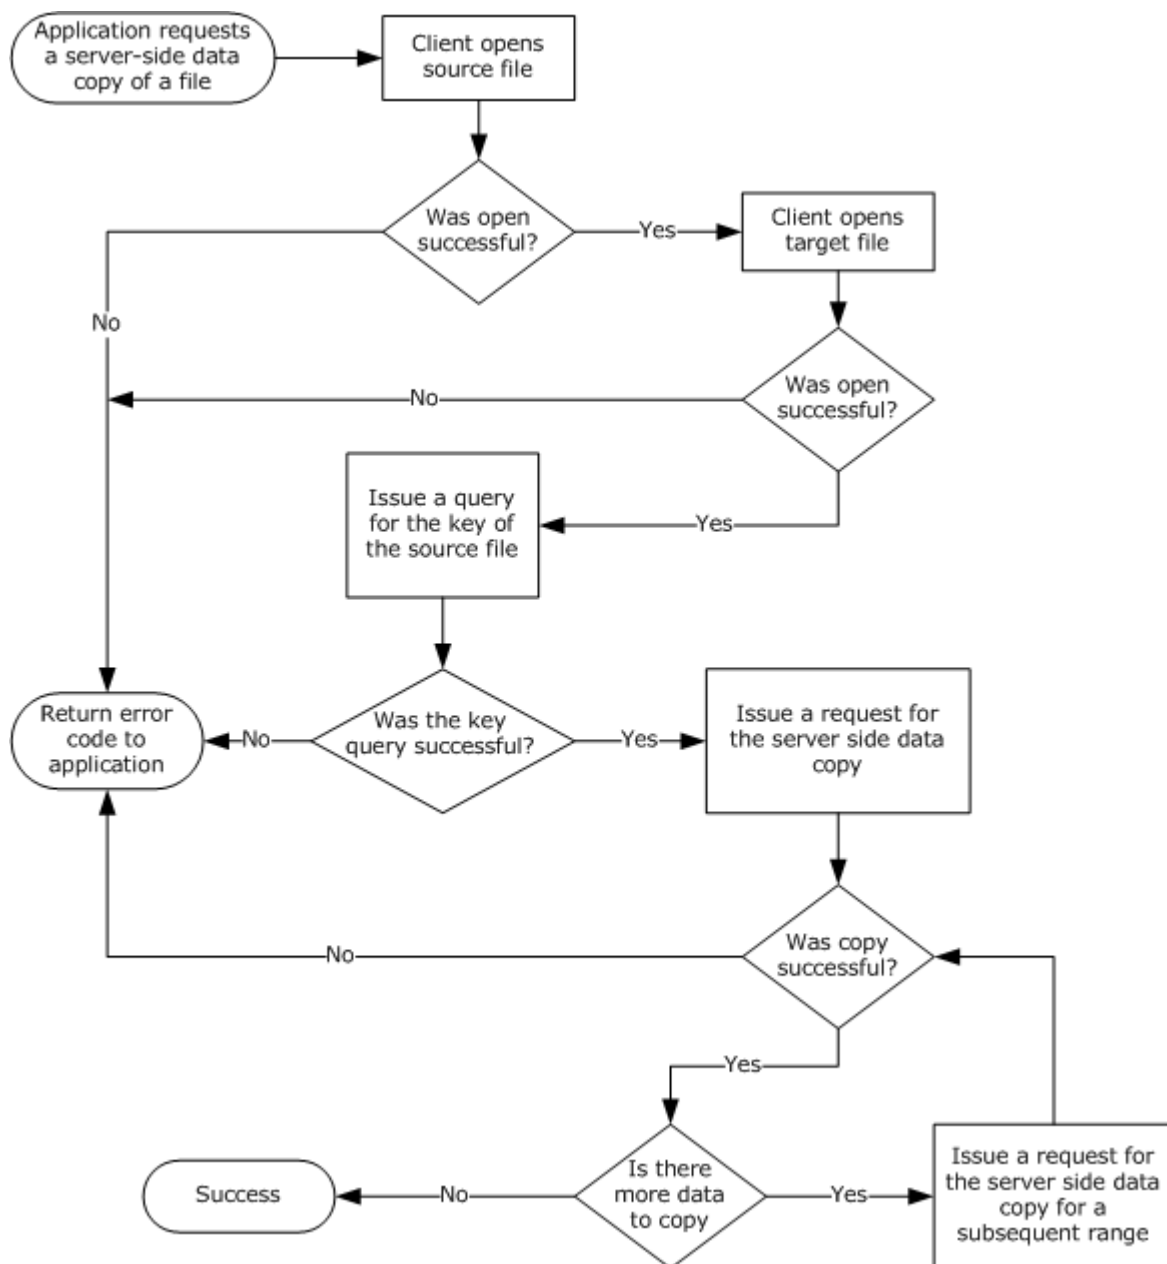 Application requests
a server-side data
copy of a file
Client opens
source file
Was open
successful?
Yes
Client opens
target file
No
Was open
successful?
No
Issue a query
for the key of
the source file
Yes
Return error
code to
application
No
Was the key
query successful?
Yes
Issue a request for
the server side data
copy
Was copy
successful?
No
Yes
Success
No
Is there
more data
to copy
Yes
Issue a request for
the server side data
copy for a
subsequent range